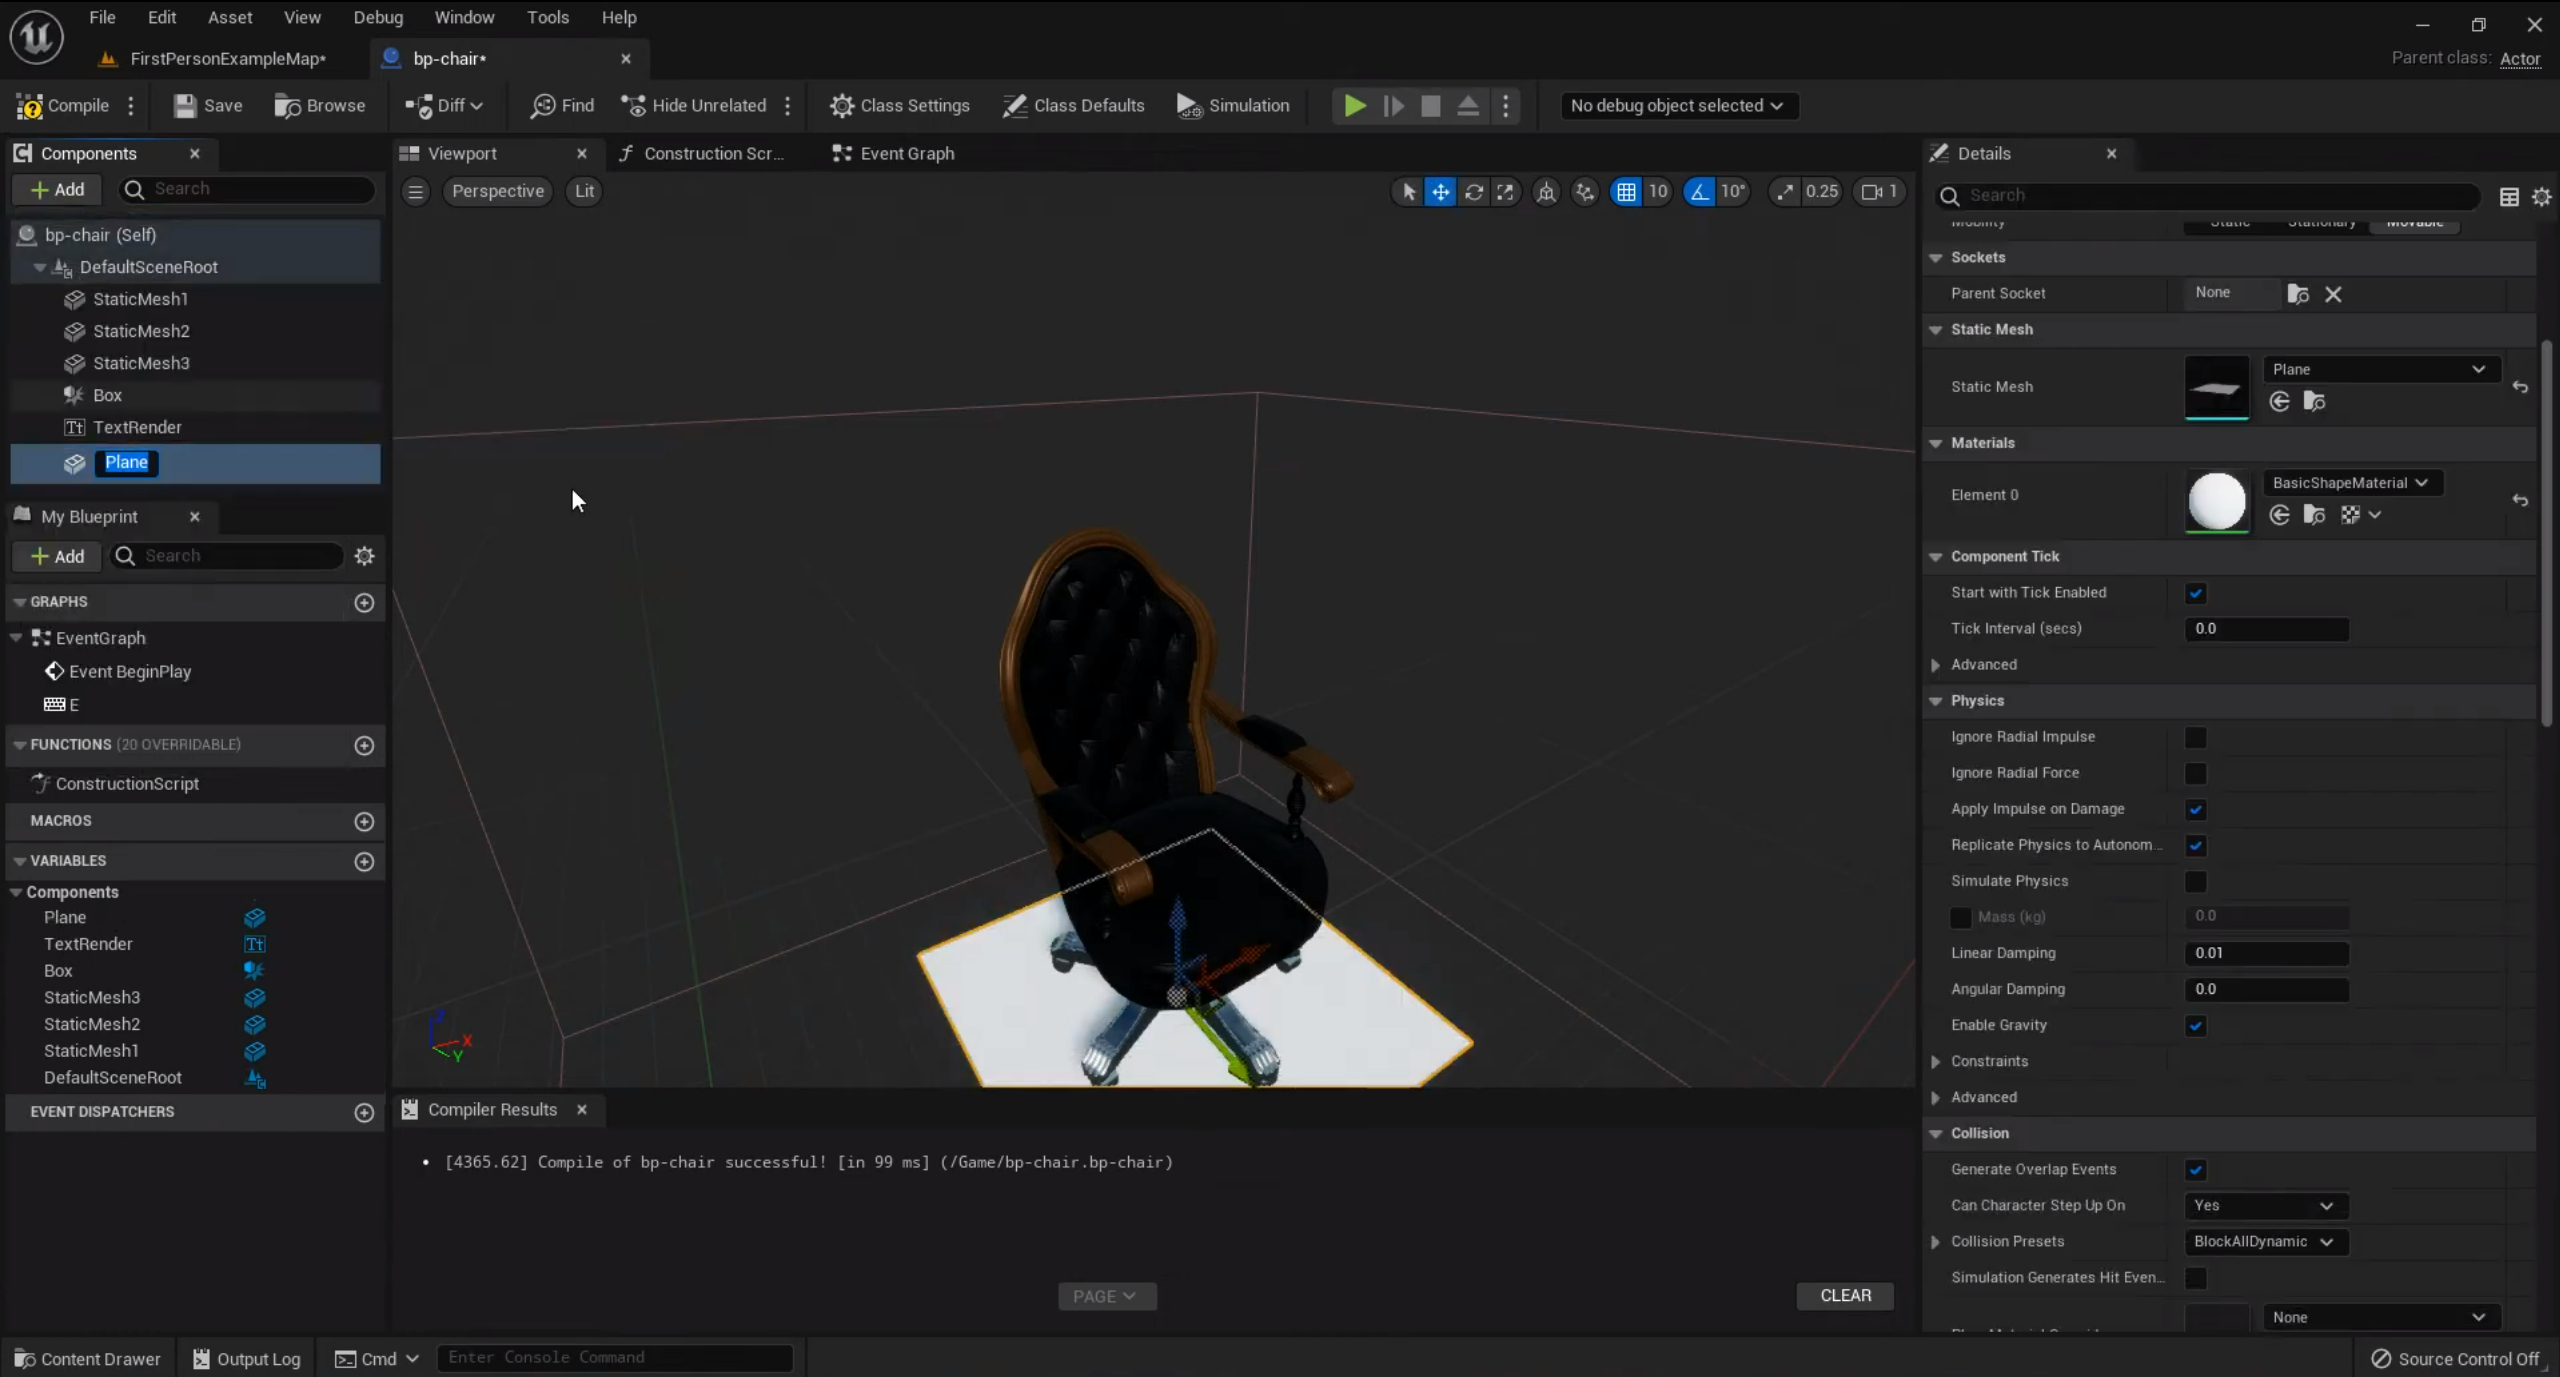 File Edit Asset View Debug Window Tools Help
FirstPersonExampleMap*
bp-chair*
Parent class: Actor
Compile
Save
Browse
Diff
Find
Hide Unrelated
Class Settings
Class Defaults
Simulation
No debug object selected
Components
Add
Search
bp-chair (Self)
DefaultSceneRoot
StaticMesh1
StaticMesh2
StaticMesh3
Box
TextRender
Plane
My Blueprint
Add
Search
GRAPHS
EventGraph
Event BeginPlay
E
FUNCTIONS (20 OVERRIDABLE)
ConstructionScript
MACROS
VARIABLES
Components
Plane
TextRender
Box
StaticMesh3
StaticMesh2
StaticMesh1
DefaultSceneRoot
EVENT DISPATCHERS
Viewport
Construction Scr...
Event Graph
Perspective
Lit
10
10°
0.25
1
Z
X
Y
Compiler Results
• [4365.62] Compile of bp-chair successful! [in 99 ms] (/Game/bp-chair.bp-chair)
PAGE
CLEAR
Details
Search
Mobility Static Stationary Movable
Sockets
Parent Socket None
Static Mesh
Static Mesh Plane
Materials
Element 0 BasicShapeMaterial
Component Tick
Start with Tick Enabled
Tick Interval (secs) 0.0
Advanced
Physics
Ignore Radial Impulse
Ignore Radial Force
Apply Impulse on Damage
Replicate Physics to Autonom...
Simulate Physics
Mass (kg) 0.0
Linear Damping 0.01
Angular Damping 0.0
Enable Gravity
Constraints
Advanced
Collision
Generate Overlap Events
Can Character Step Up On Yes
Collision Presets BlockAllDynamic
Simulation Generates Hit Even...
None
Content Drawer
Output Log
Cmd
Enter Console Command
Source Control Off